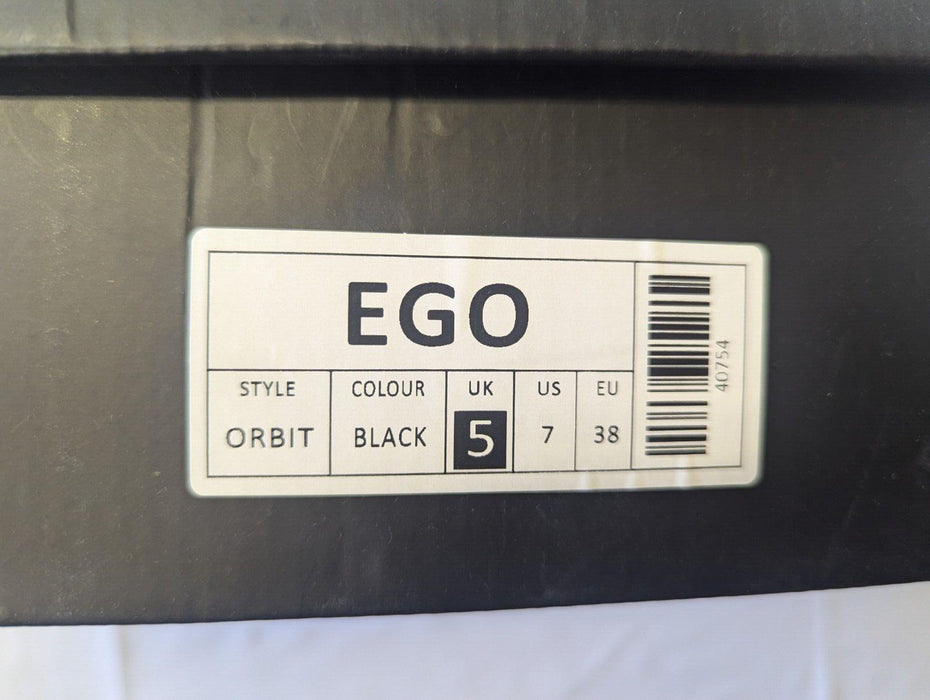 EGO
STYLE COLOUR UK US EU
ORBIT BLACK 5 7 38
40754